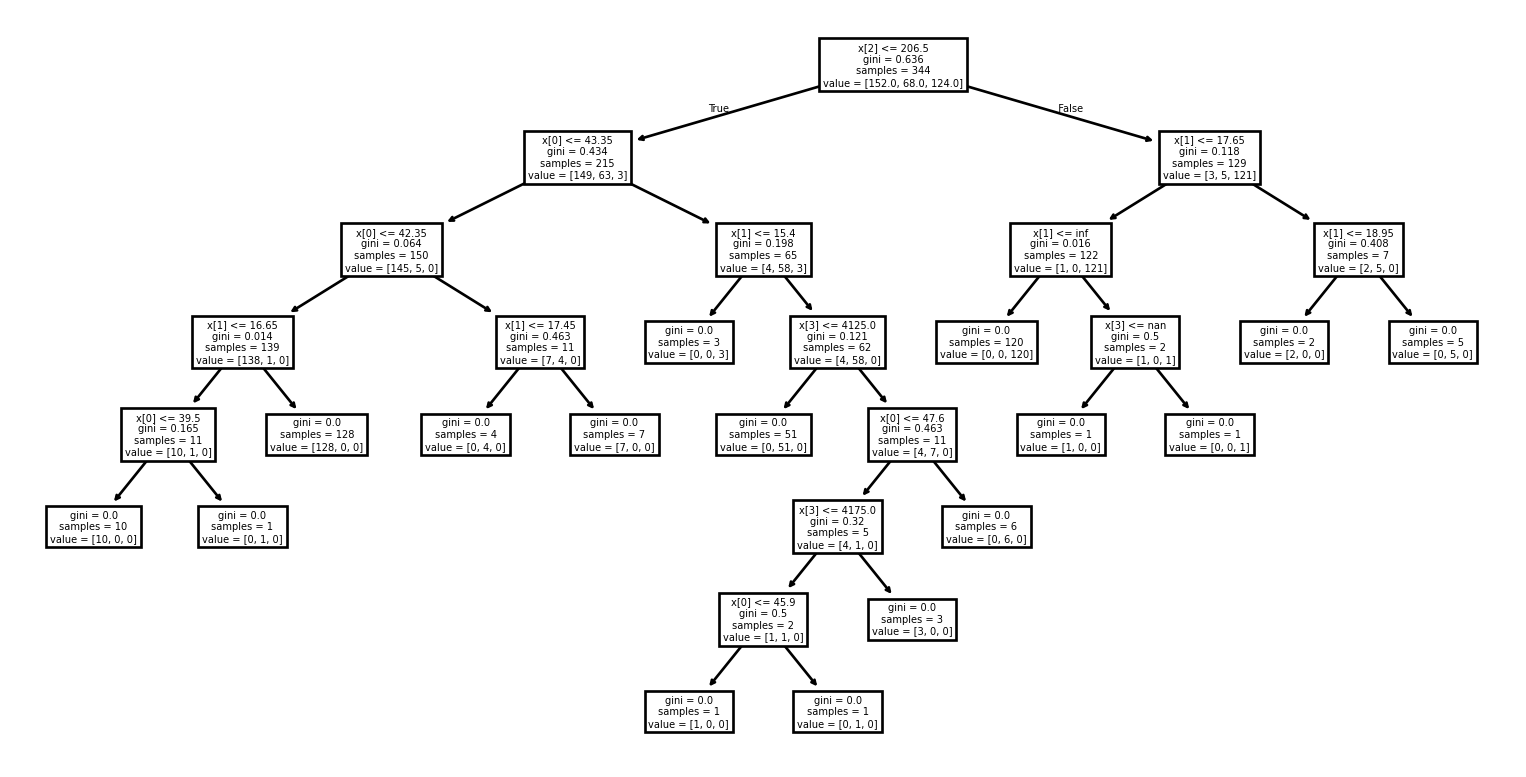 x[2] <= 206.5
gini = 0.636
samples = 344
value = [152.0, 68.0, 124.0]
True
False
x[0] <= 43.35
gini = 0.434
samples = 215
value = [149, 63, 3]
x[1] <= 17.65
gini = 0.118
samples = 129
value = [3, 5, 121]
x[0] <= 42.35
gini = 0.064
samples = 150
value = [145, 5, 0]
x[1] <= 15.4
gini = 0.198
samples = 65
value = [4, 58, 3]
x[1] <= inf
gini = 0.016
samples = 122
value = [1, 0, 121]
x[1] <= 18.95
gini = 0.408
samples = 7
value = [2, 5, 0]
x[1] <= 16.65
gini = 0.014
samples = 139
value = [138, 1, 0]
x[1] <= 17.45
gini = 0.463
samples = 11
value = [7, 4, 0]
gini = 0.0
samples = 3
value = [0, 0, 3]
x[3] <= 4125.0
gini = 0.121
samples = 62
value = [4, 58, 0]
gini = 0.0
samples = 120
value = [0, 0, 120]
x[3] <= nan
gini = 0.5
samples = 2
value = [1, 0, 1]
gini = 0.0
samples = 2
value = [2, 0, 0]
gini = 0.0
samples = 5
value = [0, 5, 0]
x[0] <= 39.5
gini = 0.165
samples = 11
value = [10, 1, 0]
gini = 0.0
samples = 128
value = [128, 0, 0]
gini = 0.0
samples = 4
value = [0, 4, 0]
gini = 0.0
samples = 7
value = [7, 0, 0]
gini = 0.0
samples = 51
value = [0, 51, 0]
x[0] <= 47.6
gini = 0.463
samples = 11
value = [4, 7, 0]
gini = 0.0
samples = 1
value = [1, 0, 0]
gini = 0.0
samples = 1
value = [0, 0, 1]
gini = 0.0
samples = 10
value = [10, 0, 0]
gini = 0.0
samples = 1
value = [0, 1, 0]
x[3] <= 4175.0
gini = 0.32
samples = 5
value = [4, 1, 0]
gini = 0.0
samples = 6
value = [0, 6, 0]
x[0] <= 45.9
gini = 0.5
samples = 2
value = [1, 1, 0]
gini = 0.0
samples = 3
value = [3, 0, 0]
gini = 0.0
samples = 1
value = [1, 0, 0]
gini = 0.0
samples = 1
value = [0, 1, 0]